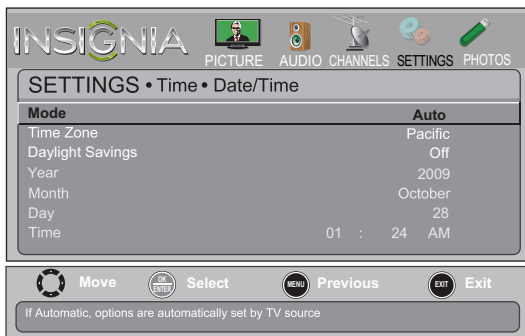 INSIGNIA
PICTURE AUDIO CHANNELS SETTINGS PHOTOS
SETTINGS • Time • Date/Time
Mode Auto
Time Zone Pacific
Daylight Savings Off
Year 2009
Month October
Day 28
Time 01 : 24 AM
Move OK ENTER Select MENU Previous EXIT Exit
If Automatic, options are automatically set by TV source